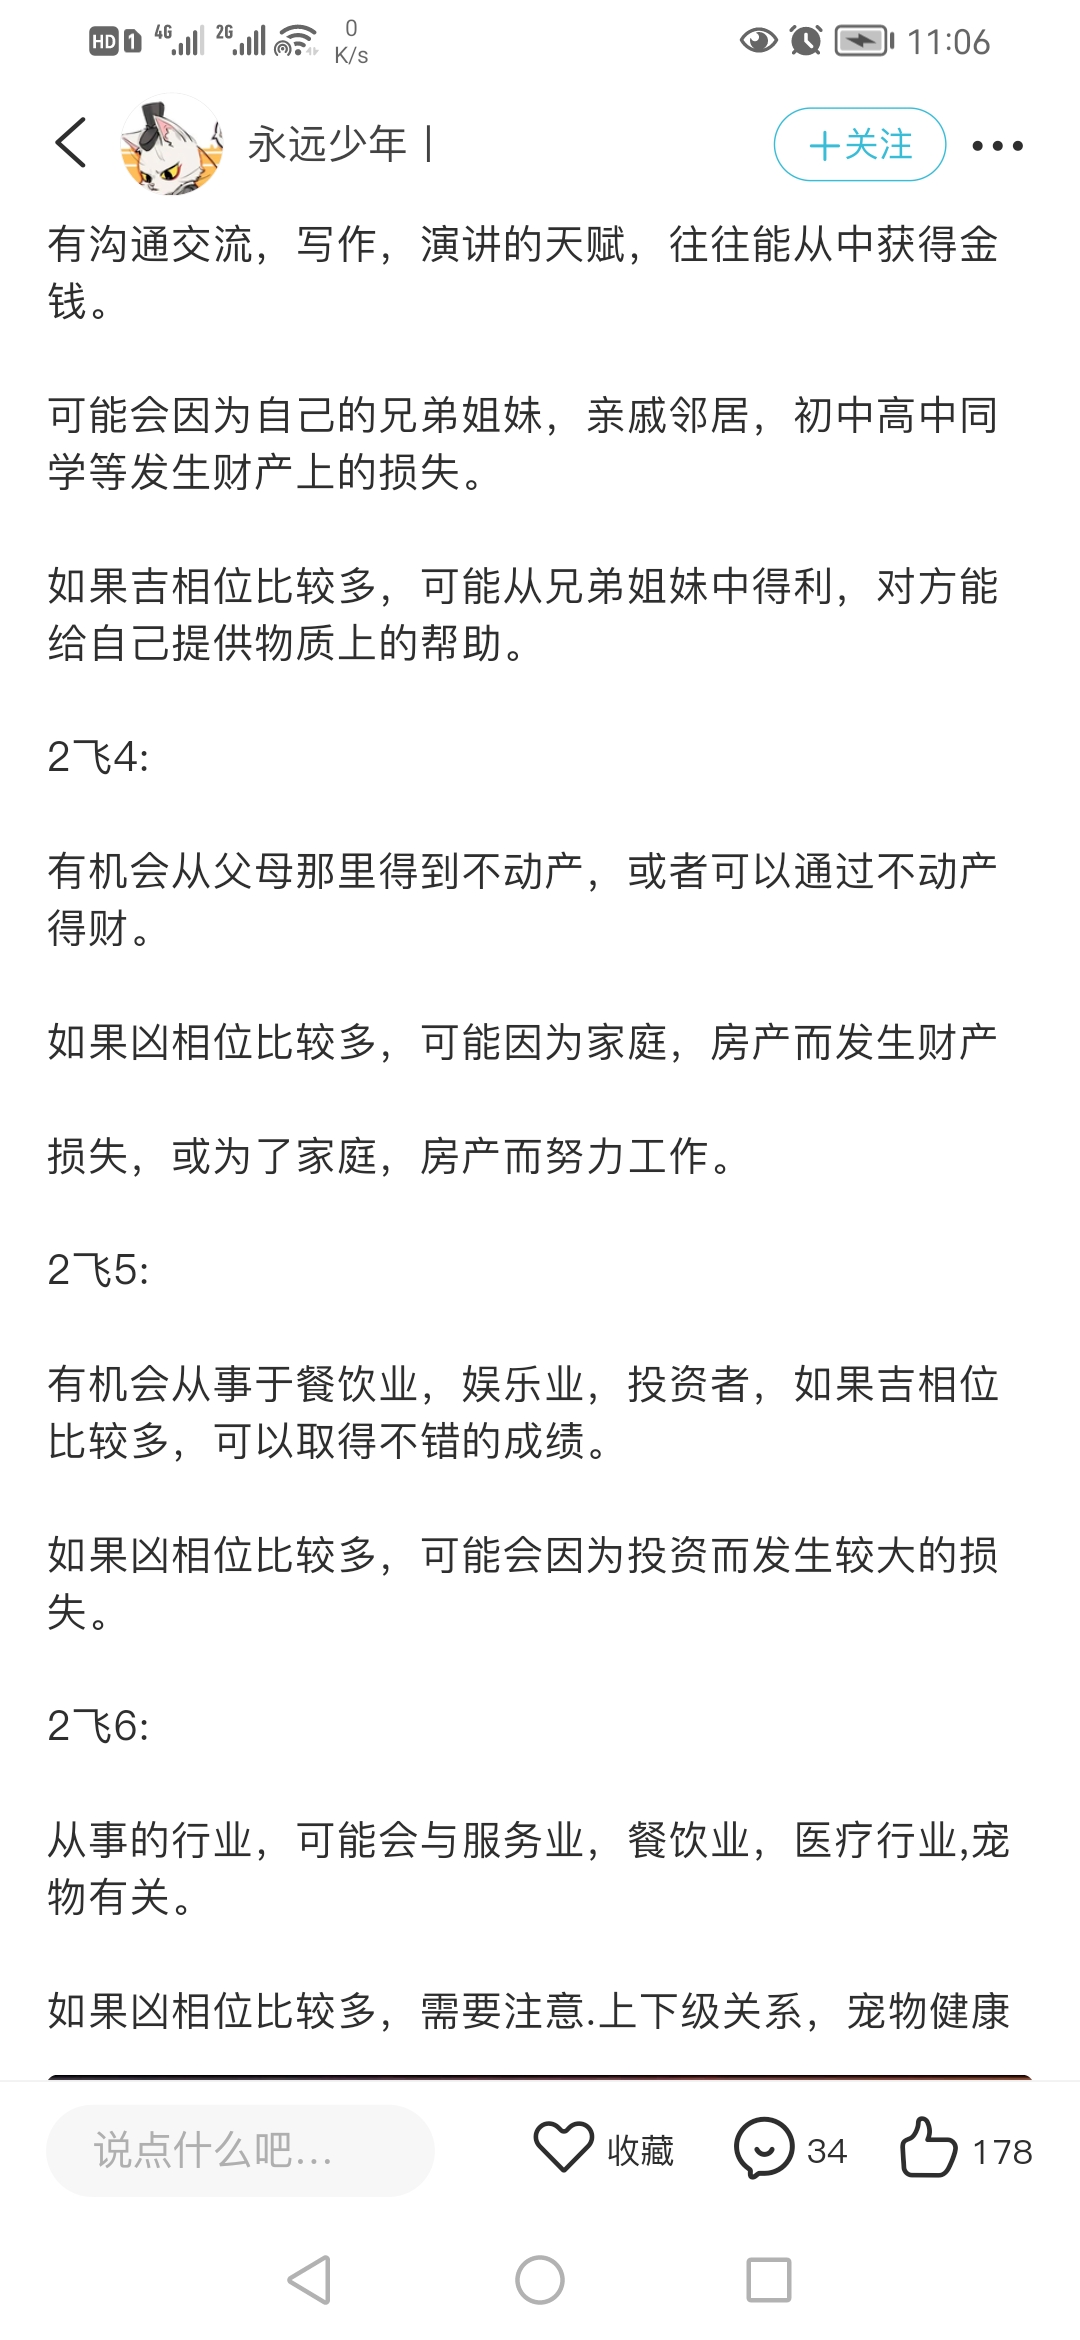 HD 1 4G 2G 0 K/s 11:06
永远少年丨 +关注
有沟通交流，写作，演讲的天赋，往往能从中获得金
钱。
可能会因为自己的兄弟姐妹，亲戚邻居，初中高中同
学等发生财产上的损失。
如果吉相位比较多，可能从兄弟姐妹中得利，对方能
给自己提供物质上的帮助。
2飞4:
有机会从父母那里得到不动产，或者可以通过不动产
得财。
如果凶相位比较多，可能因为家庭，房产而发生财产
损失，或为了家庭，房产而努力工作。
2飞5:
有机会从事于餐饮业，娱乐业，投资者，如果吉相位
比较多，可以取得不错的成绩。
如果凶相位比较多，可能会因为投资而发生较大的损
失。
2飞6:
从事的行业，可能会与服务业，餐饮业，医疗行业,宠
物有关。
如果凶相位比较多，需要注意.上下级关系，宠物健康
说点什么吧... 收藏 34 178